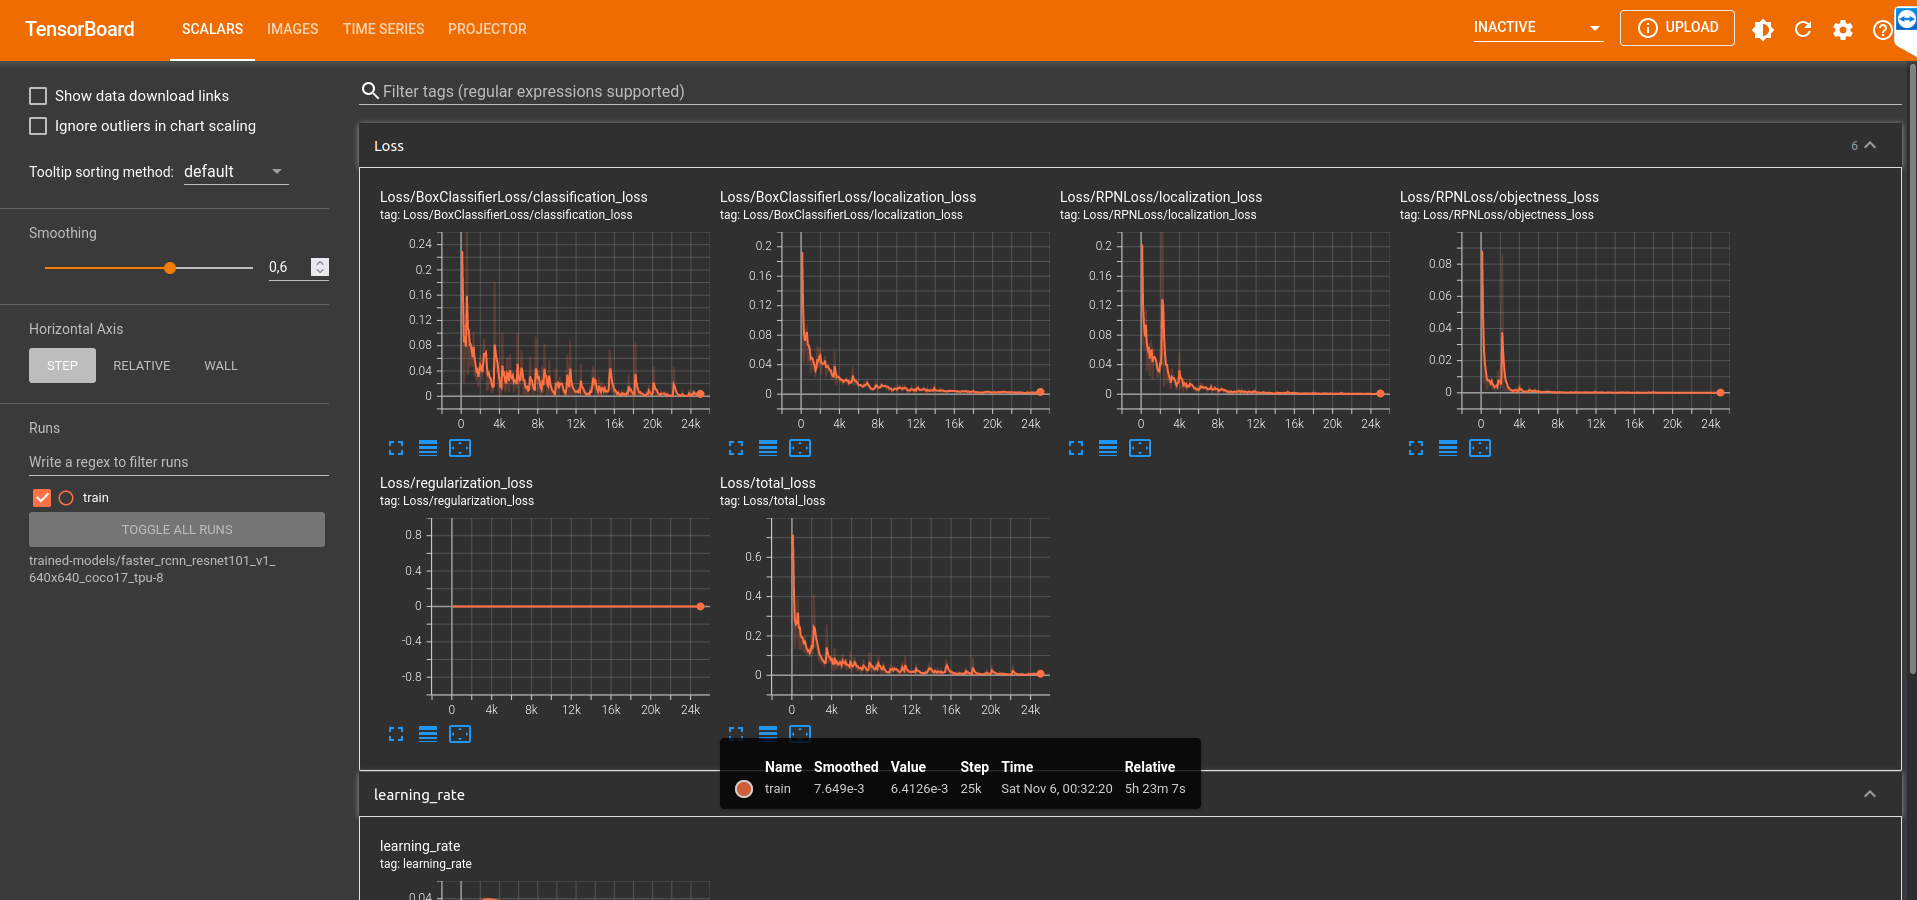 TensorBoard
SCALARS
IMAGES
TIME SERIES
PROJECTOR
INACTIVE
UPLOAD
Show data download links
Ignore outliers in chart scaling
Tooltip sorting method: default
Smoothing
0,6
Horizontal Axis
STEP
RELATIVE
WALL
Runs
Write a regex to filter runs
train
TOGGLE ALL RUNS
trained-models/faster_rcnn_resnet101_v1_
640x640_coco17_tpu-8
Filter tags (regular expressions supported)
Loss
6
Loss/BoxClassifierLoss/classification_loss
tag: Loss/BoxClassifierLoss/classification_loss
0.24
0.2
0.16
0.12
0.08
0.04
0
0 4k 8k 12k 16k 20k 24k
Loss/BoxClassifierLoss/localization_loss
tag: Loss/BoxClassifierLoss/localization_loss
0.2
0.16
0.12
0.08
0.04
0
0 4k 8k 12k 16k 20k 24k
Loss/RPNLoss/localization_loss
tag: Loss/RPNLoss/localization_loss
0.2
0.16
0.12
0.08
0.04
0
0 4k 8k 12k 16k 20k 24k
Loss/RPNLoss/objectness_loss
tag: Loss/RPNLoss/objectness_loss
0.08
0.06
0.04
0.02
0
0 4k 8k 12k 16k 20k 24k
Loss/regularization_loss
tag: Loss/regularization_loss
0.8
0.4
0
-0.4
-0.8
0 4k 8k 12k 16k 20k 24k
Loss/total_loss
tag: Loss/total_loss
0.6
0.4
0.2
0
0 4k 8k 12k 16k 20k 24k
Name Smoothed Value Step Time Relative
train 7.649e-3 6.4126e-3 25k Sat Nov 6, 00:32:20 5h 23m 7s
learning_rate
learning_rate
tag: learning_rate
0.04